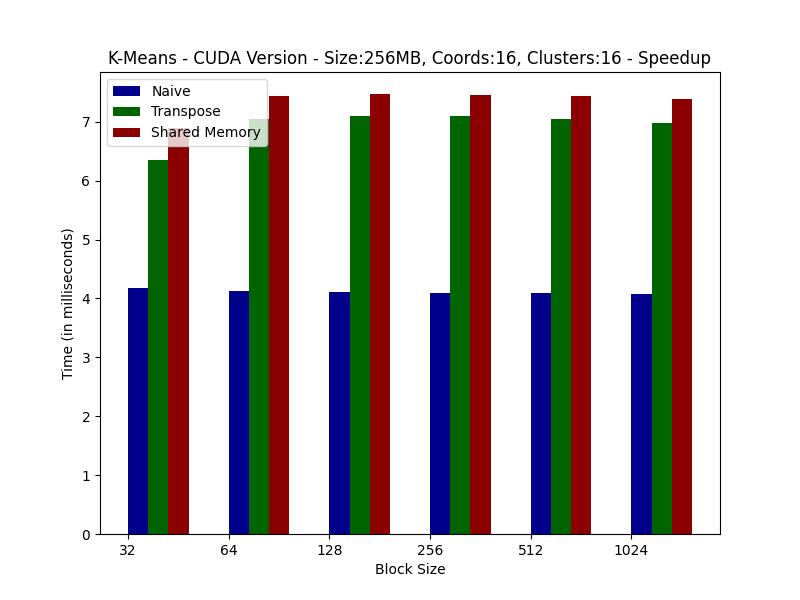 K-Means - CUDA Version - Size:256MB, Coords:16, Clusters:16 - Speedup
Naive
Transpose
Shared Memory
Time (in milliseconds)
7
6
5
4
3
2
1
0
32 64 128 256 512 1024
Block Size